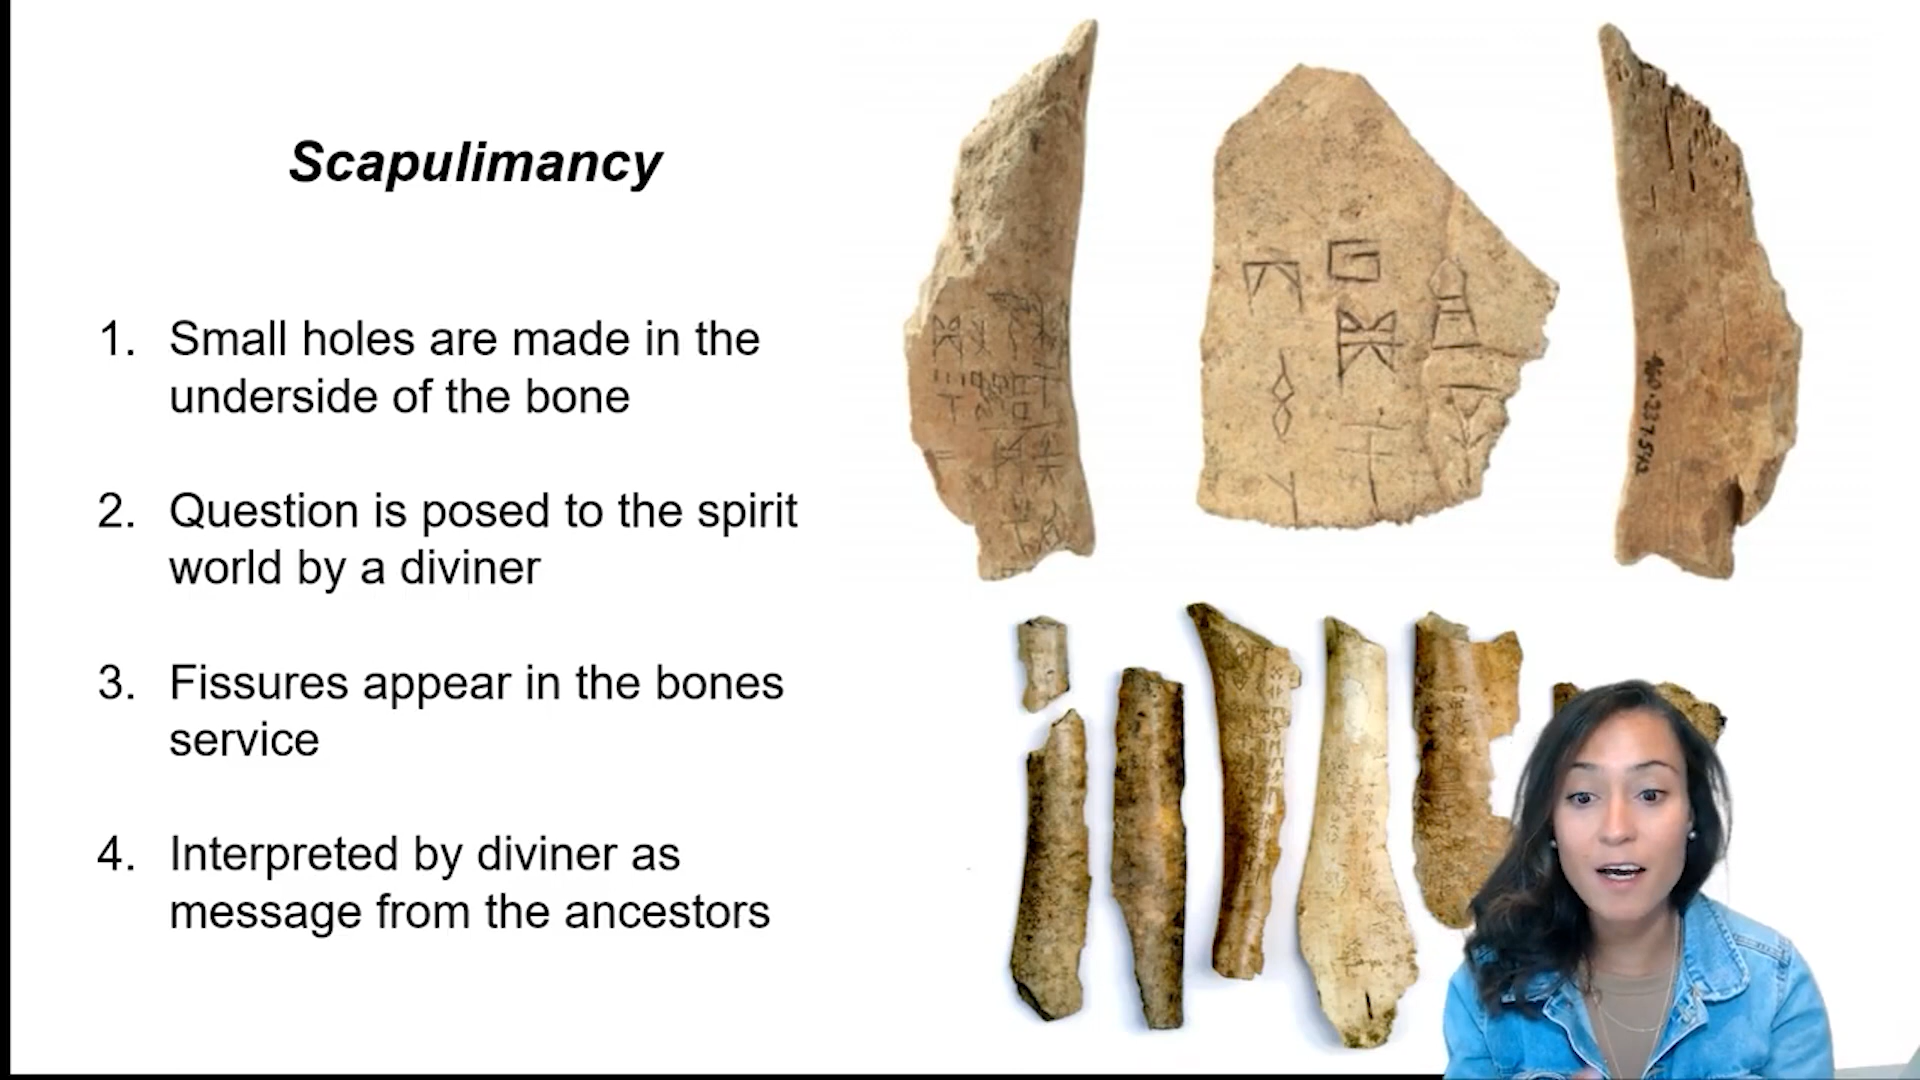 Scapulimancy
1. Small holes are made in the
underside of the bone
2. Question is posed to the spirit
world by a diviner
3. Fissures appear in the bones
service
4. Interpreted by diviner as
message from the ancestors